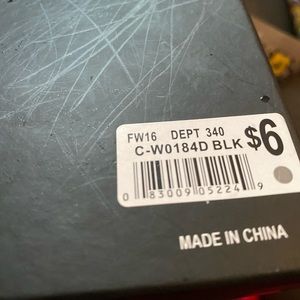 FW16 DEPT 340
C-W0184D BLK $6
0 83009 05224 9
MADE IN CHINA